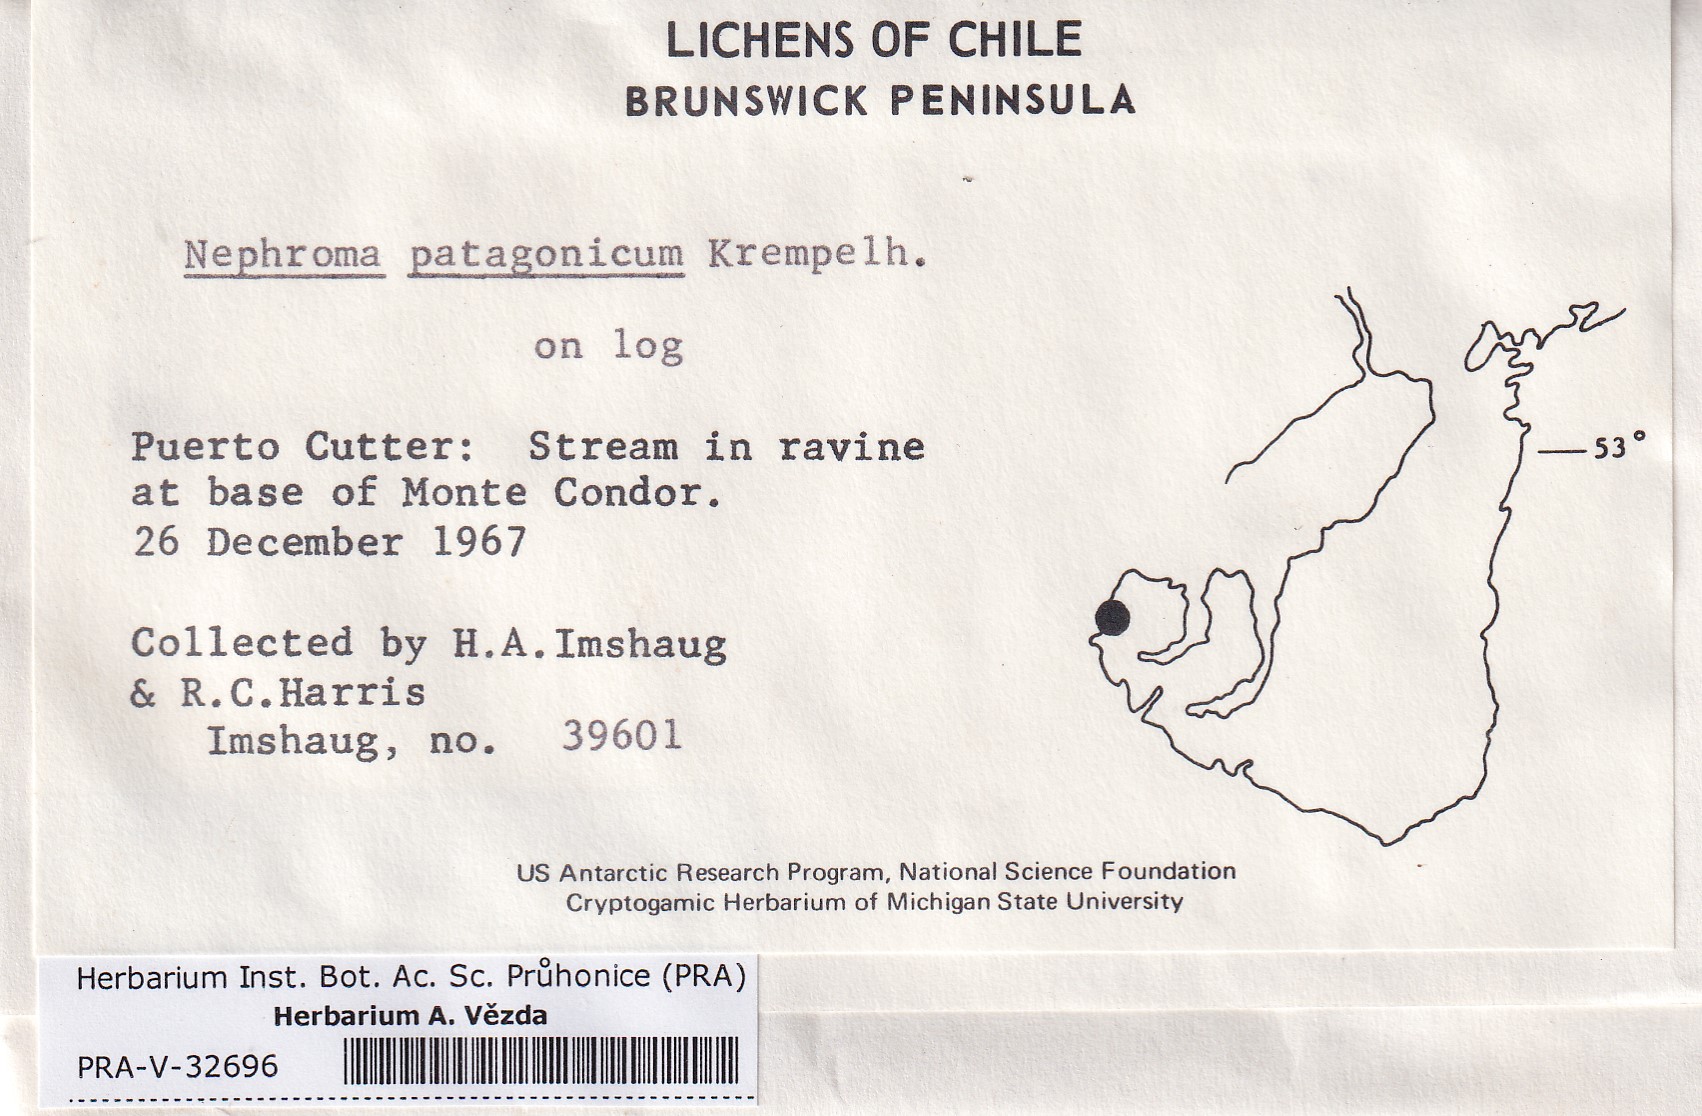 LICHENS OF CHILE
BRUNSWICK PENINSULA
Nephroma patagonicum Krempelh.
on log
Puerto Cutter: Stream in ravine
at base of Monte Condor.
26 December 1967
Collected by H.A.Imshaug
& R.C.Harris
Imshaug, no. 39601
53°
US Antarctic Research Program, National Science Foundation
Cryptogamic Herbarium of Michigan State University
Herbarium Inst. Bot. Ac. Sc. Průhonice (PRA)
Herbarium A. Vězda
PRA-V-32696